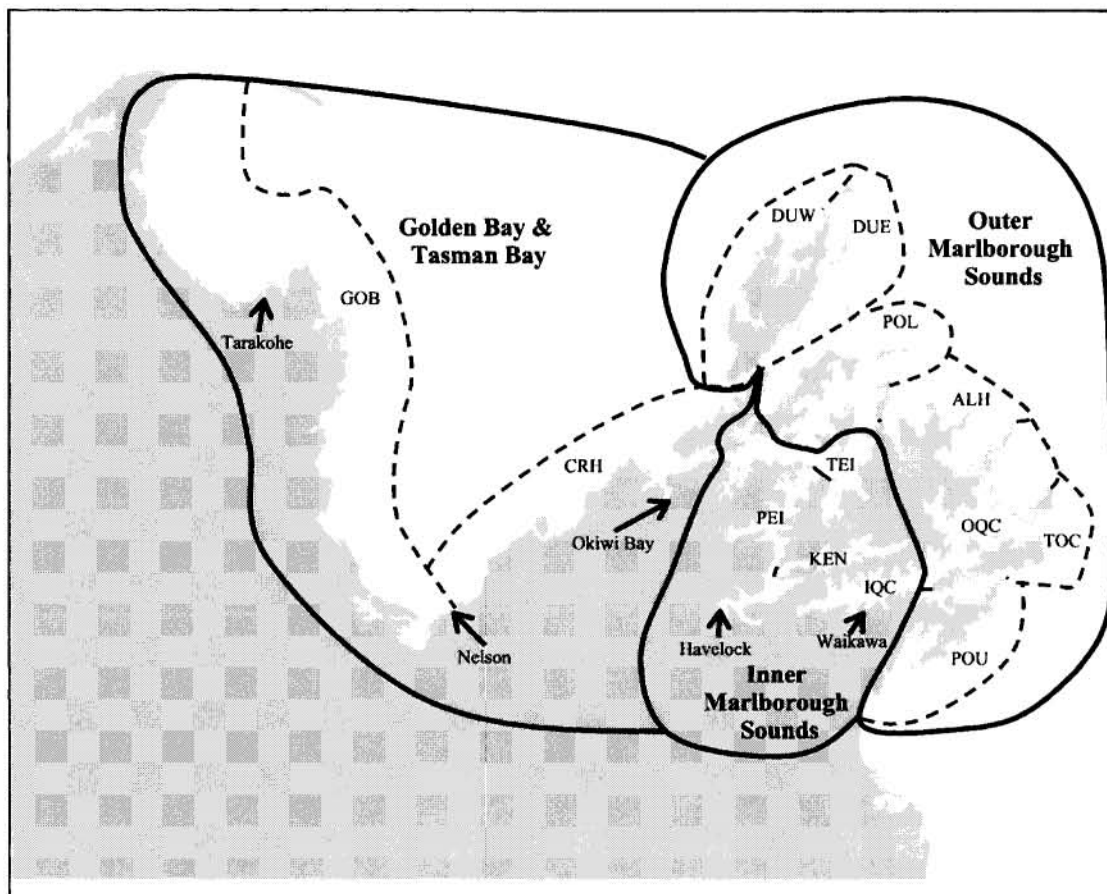 DUW
DUE
Golden Bay &
Tasman Bay
Outer
Marlborough
Sounds
GOB
POL
Tarakohe
ALH
CRH
TEI
PEI
OQC
TOC
Okiwi Bay
KEN
IQC
Nelson
Havelock
Waikawa
POU
Inner
Marlborough
Sounds